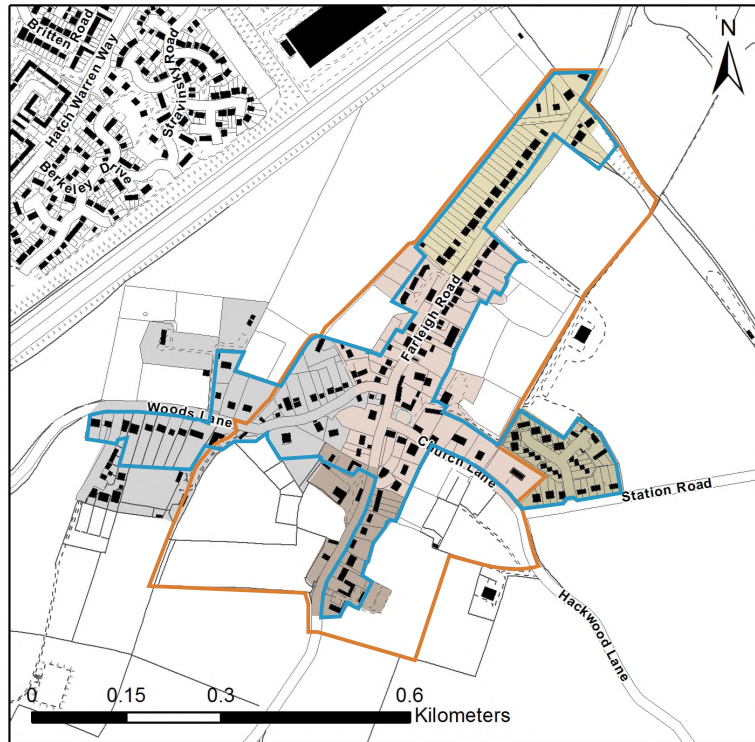 Britten Road
Hatch Warren Way
Stravinsky Road
Berkeley Drive
N
Farleigh Road
Woods Lane
Church Lane
Station Road
Hackwood Lane
0 0.15 0.3 0.6
Kilometers